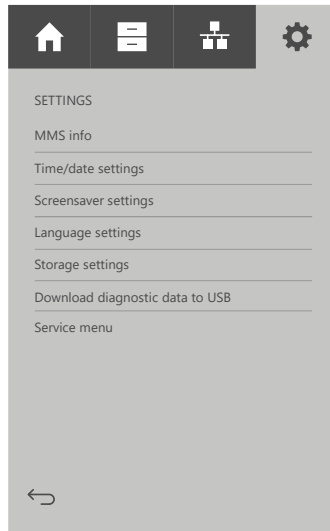 SETTINGS
MMS info
Time/date settings
Screensaver settings
Language settings
Storage settings
Download diagnostic data to USB
Service menu